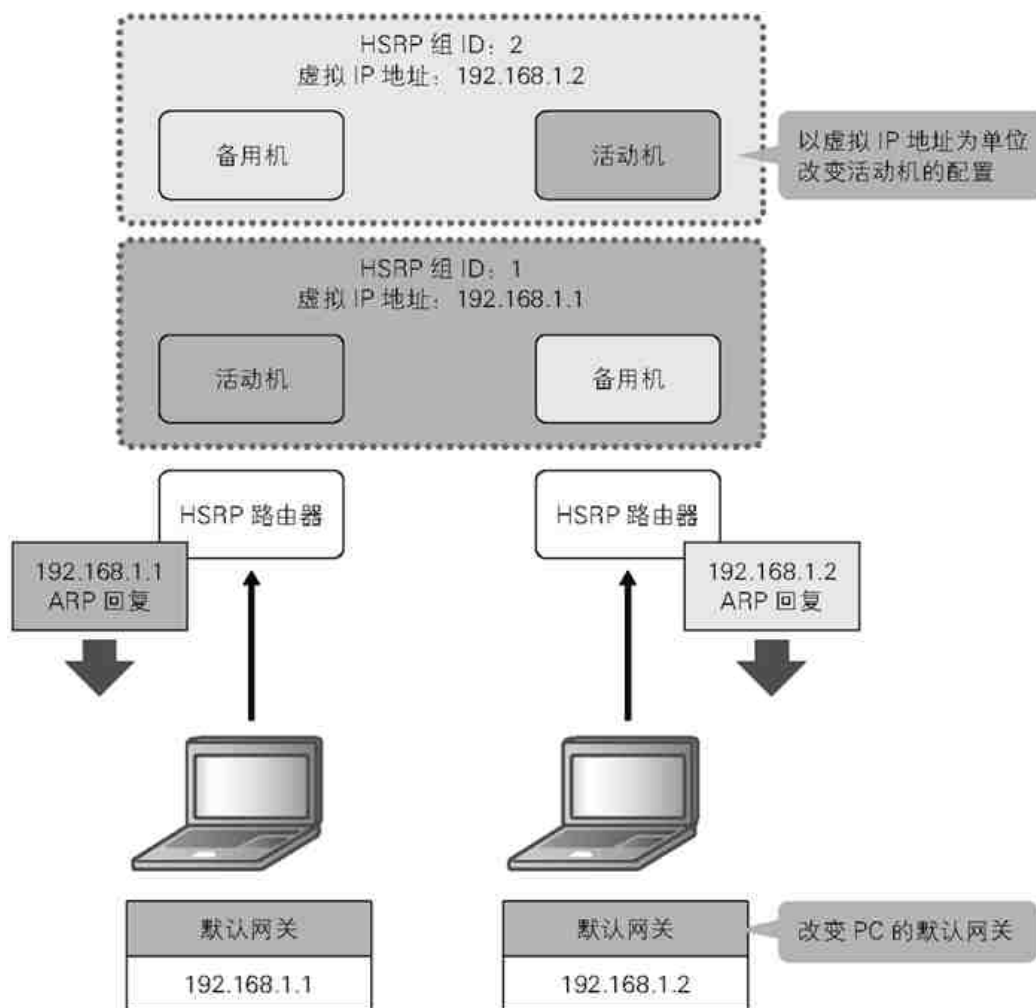 HSRP 组 ID：2
虚拟 IP 地址：192.168.1.2
备用机
活动机
以虚拟 IP 地址为单位
改变活动机的配置
HSRP 组 ID：1
虚拟 IP 地址：192.168.1.1
活动机
备用机
HSRP 路由器
HSRP 路由器
192.168.1.1
ARP 回复
192.168.1.2
ARP 回复
默认网关
192.168.1.1
默认网关
192.168.1.2
改变 PC 的默认网关